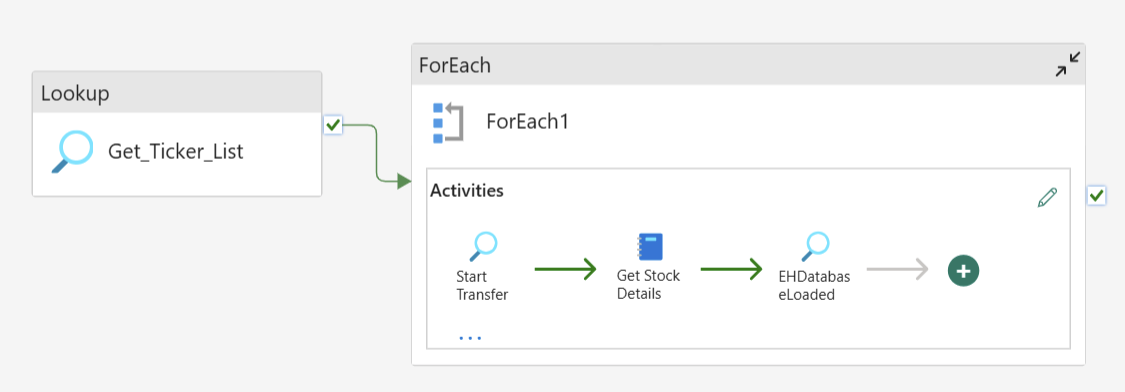 Lookup
Get_Ticker_List
ForEach
ForEach1
Activities
Start
Transfer
Get Stock
Details
EHDatabas
eLoaded
...